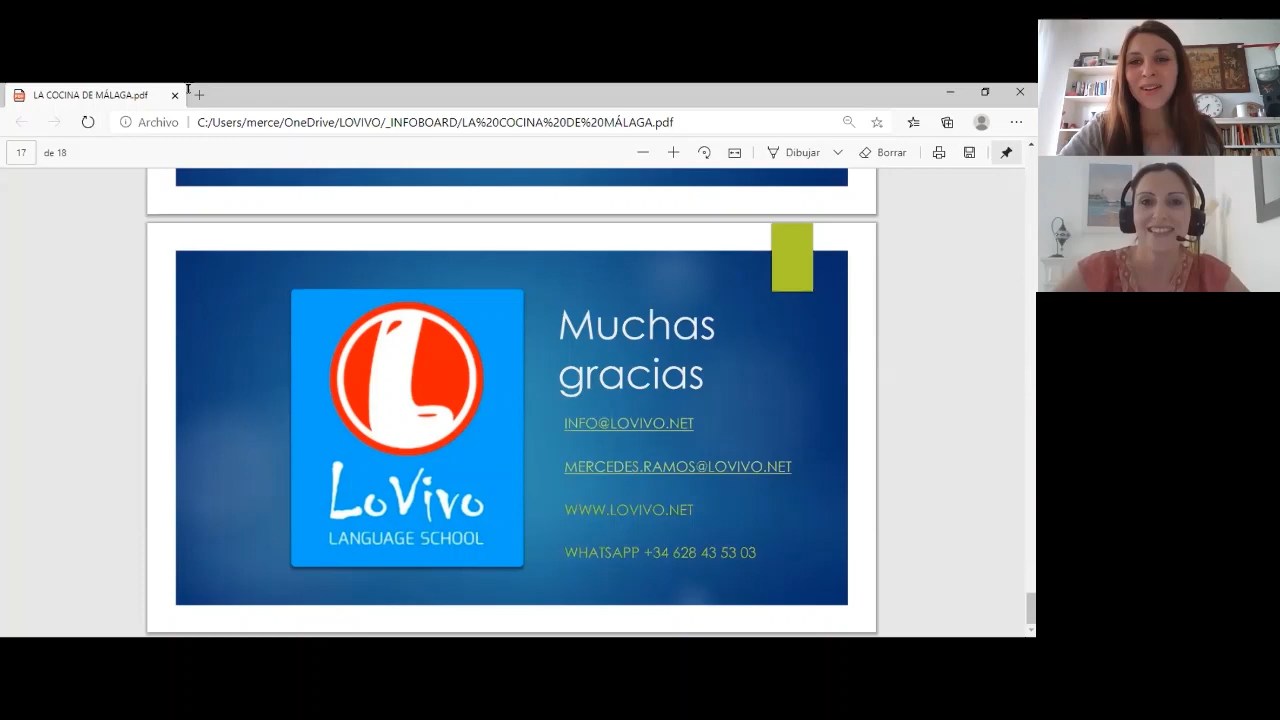 LA COCINA DE MÁLAGA.pdf
Archivo
C:/Users/merce/OneDrive/LOVIVO/_INFOBOARD/LA%20COCINA%20DE%20MÁLAGA.pdf
17 de 18
Dibujar
Borrar
LoVivo
LANGUAGE SCHOOL
Muchas
gracias
INFO@LOVIVO.NET
MERCEDES.RAMOS@LOVIVO.NET
WWW.LOVIVO.NET
WHATSAPP +34 628 43 53 03